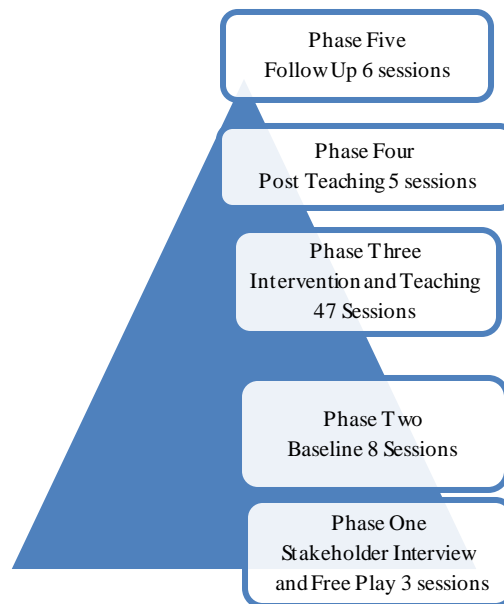 Phase Five
Follow Up 6 sessions
Phase Four
Post Teaching 5 sessions
Phase Three
Intervention and Teaching
47 Sessions
Phase Two
Baseline 8 Sessions
Phase One
Stakeholder Interview
and Free Play 3 sessions